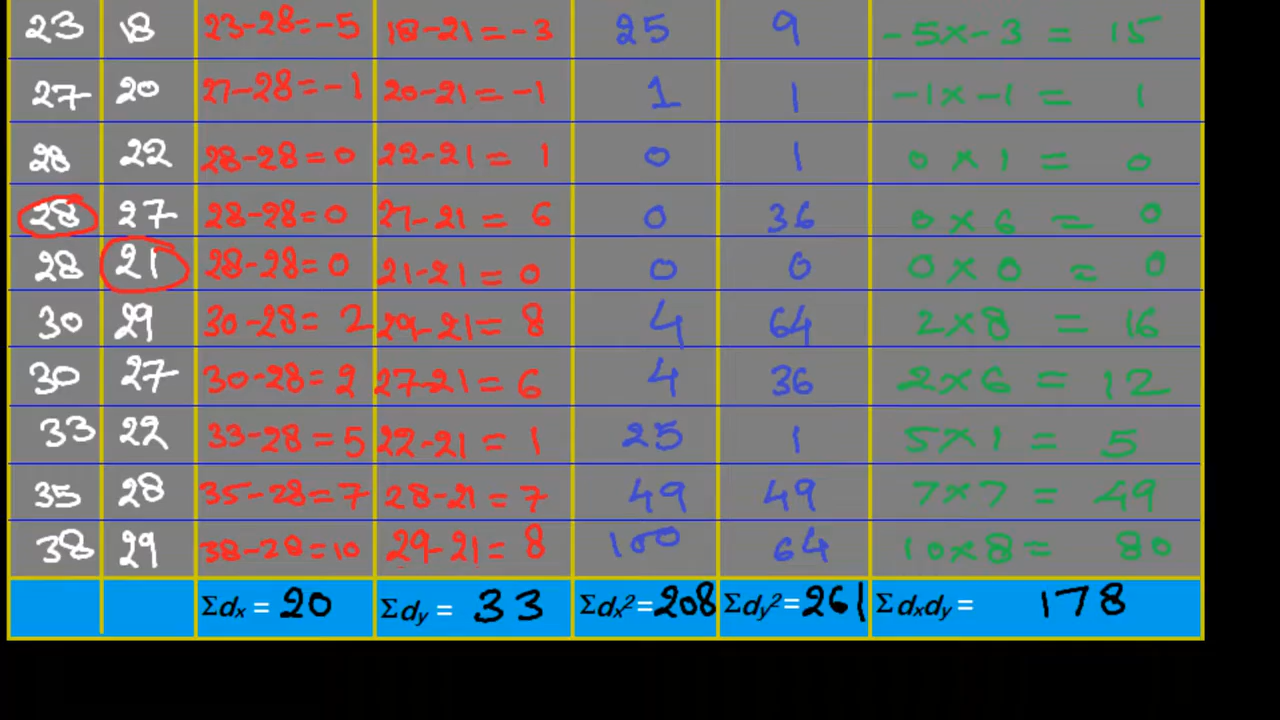 23 18 23-28=-5 18-21=-3 25 9 -5x-3 = 15
27 20 27-28=-1 20-21=-1 1 1 -1x-1 = 1
28 22 28-28=0 22-21= 1 0 1 0 x 1 = 0
28 27 28-28=0 27-21= 6 0 36 0 x 6 = 0
28 21 28-28=0 21-21=0 0 0 0 x 0 = 0
30 29 30-28= 2 29-21= 8 4 64 2x8 = 16
30 27 30-28=2 27-21= 6 4 36 2x6 = 12
33 22 33-28=5 22-21= 1 25 1 5x1 = 5
35 28 35-28=7 28-21=7 49 49 7x7 = 49
38 29 38-28=10 29-21= 8 100 64 10x8= 80
Σdx = 20 Σdy = 33 Σdx²=208 Σdy²=261 Σdxdy = 178